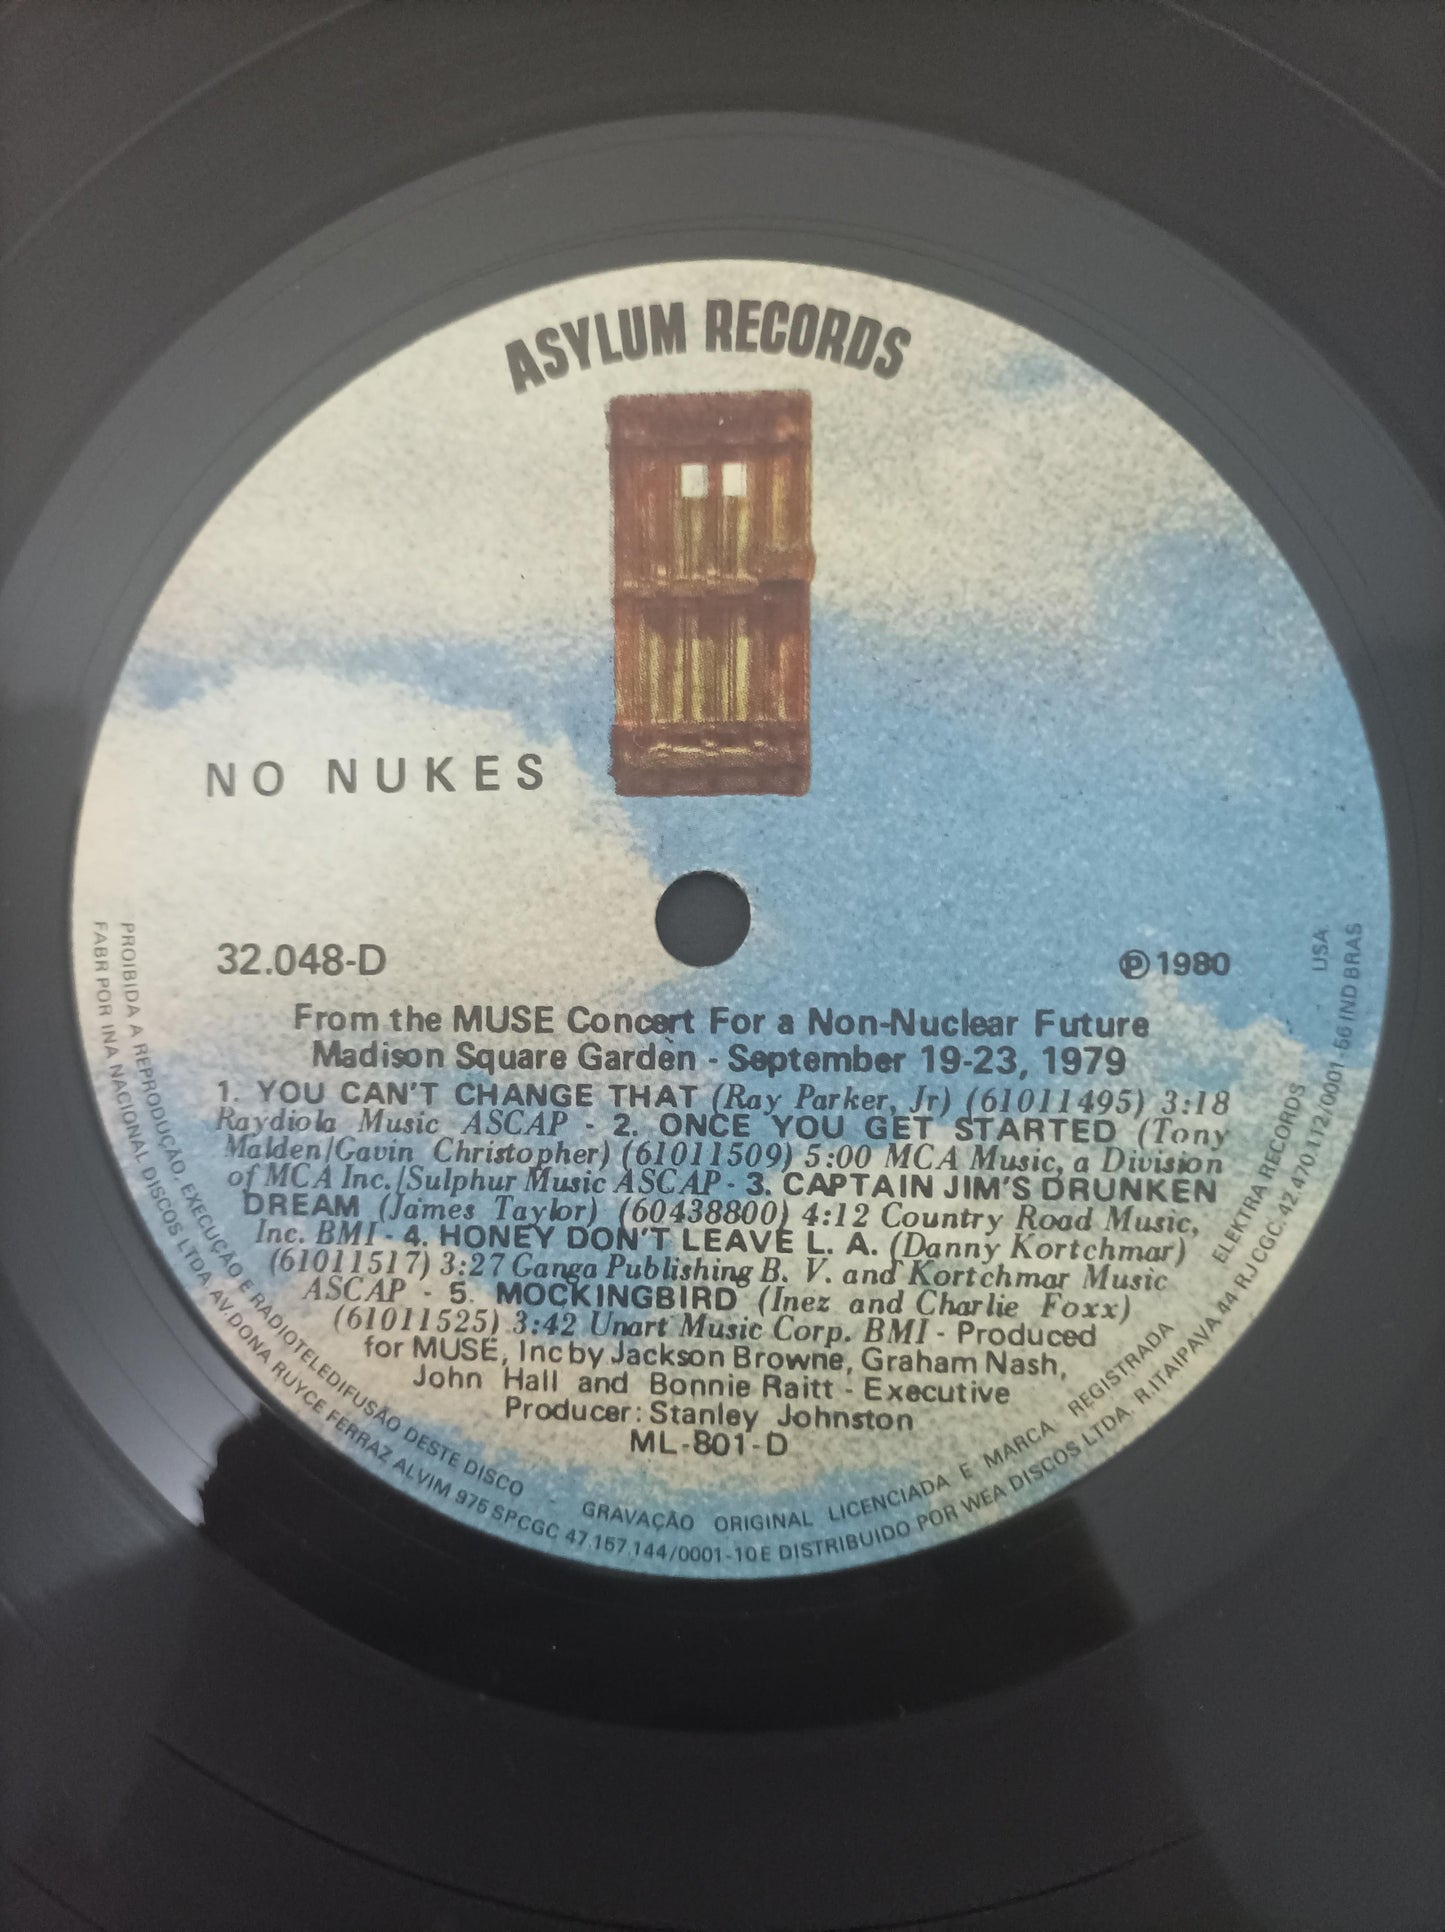 ASYLUM RECORDS
NO NUKES
32.048-D
℗ 1980
From the MUSE Concert For a Non-Nuclear Future
Madison Square Garden - September 19-23, 1979
1. YOU CAN'T CHANGE THAT (Ray Parker, Jr) (61011495) 3:18
Raydiola Music ASCAP - 2. ONCE YOU GET STARTED (Tony
Malden/Gavin Christopher) (61011509) 5:00 MCA Music, a Division
of MCA Inc./Sulphur Music ASCAP - 3. CAPTAIN JIM'S DRUNKEN
DREAM (James Taylor) (60438800) 4:12 Country Road Music,
Inc. BMI - 4. HONEY DON'T LEAVE L. A. (Danny Kortchmar)
(61011517) 3:27 Ganga Publishing B. V. and Kortchmar Music
ASCAP - 5. MOCKINGBIRD (Inez and Charlie Foxx)
(61011525) 3:42 Unart Music Corp. BMI - Produced
for MUSE, Inc by Jackson Browne, Graham Nash,
John Hall and Bonnie Raitt - Executive
Producer: Stanley Johnston
ML-801-D
PROIBIDA A REPRODUÇÃO, EXECUÇÃO E RADIOTELEDIFUSÃO DESTE DISCO - GRAVAÇÃO ORIGINAL LICENCIADA E MARCA REGISTRADA ELEKTRA RECORDS - USA
FABR POR INA NACIONAL DISCOS LTDA. AV. DONA RUYCE FERRAZ ALVIM 975 SP CGC 47.157.144/0001-10 E DISTRIBUIDO POR WEA DISCOS LTDA. R. ITAIPAVA 44 RJ CGC. 42.470.112/0001-56 IND BRAS